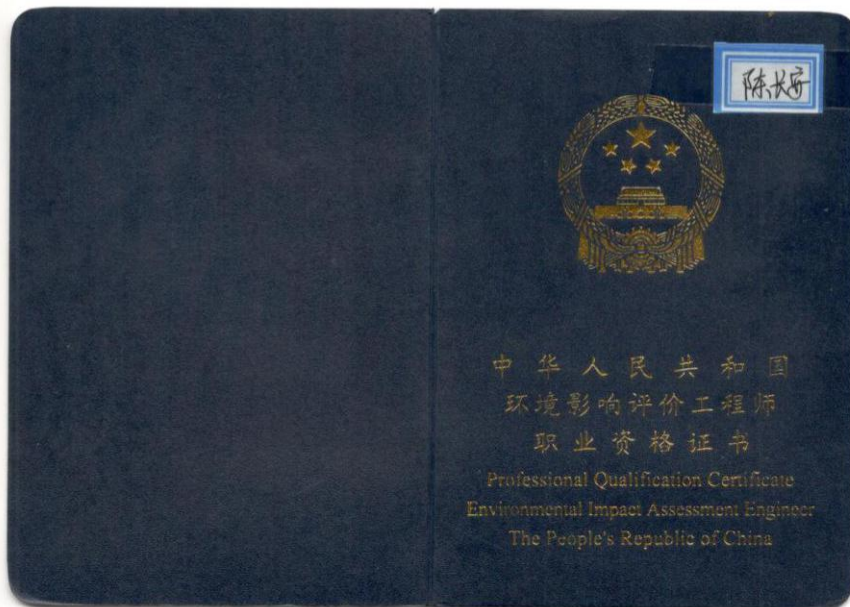 陈长安
中华人民共和国
环境影响评价工程师
职业资格证书
Professional Qualification Certificate
Environmental Impact Assessment Engineer
The People's Republic of China